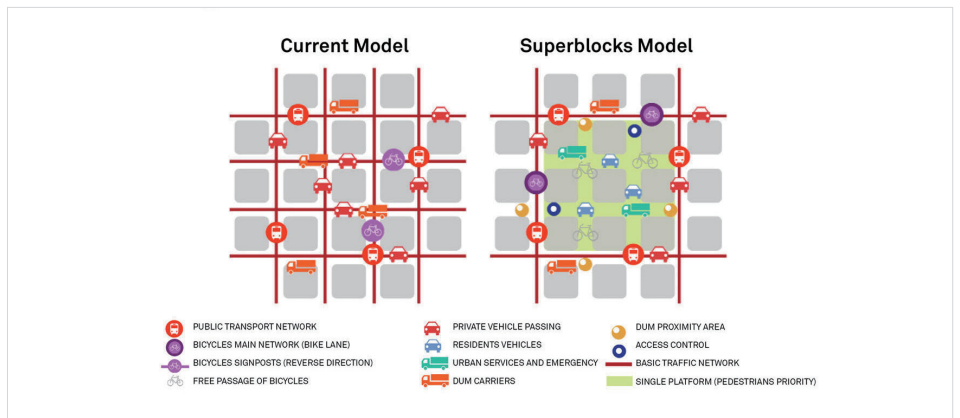 Current Model
Superblocks Model
PUBLIC TRANSPORT NETWORK
BICYCLES MAIN NETWORK (BIKE LANE)
BICYCLES SIGNPOSTS (REVERSE DIRECTION)
FREE PASSAGE OF BICYCLES
PRIVATE VEHICLE PASSING
RESIDENTS VEHICLES
URBAN SERVICES AND EMERGENCY
DUM CARRIERS
DUM PROXIMITY AREA
ACCESS CONTROL
BASIC TRAFFIC NETWORK
SINGLE PLATFORM (PEDESTRIANS PRIORITY)